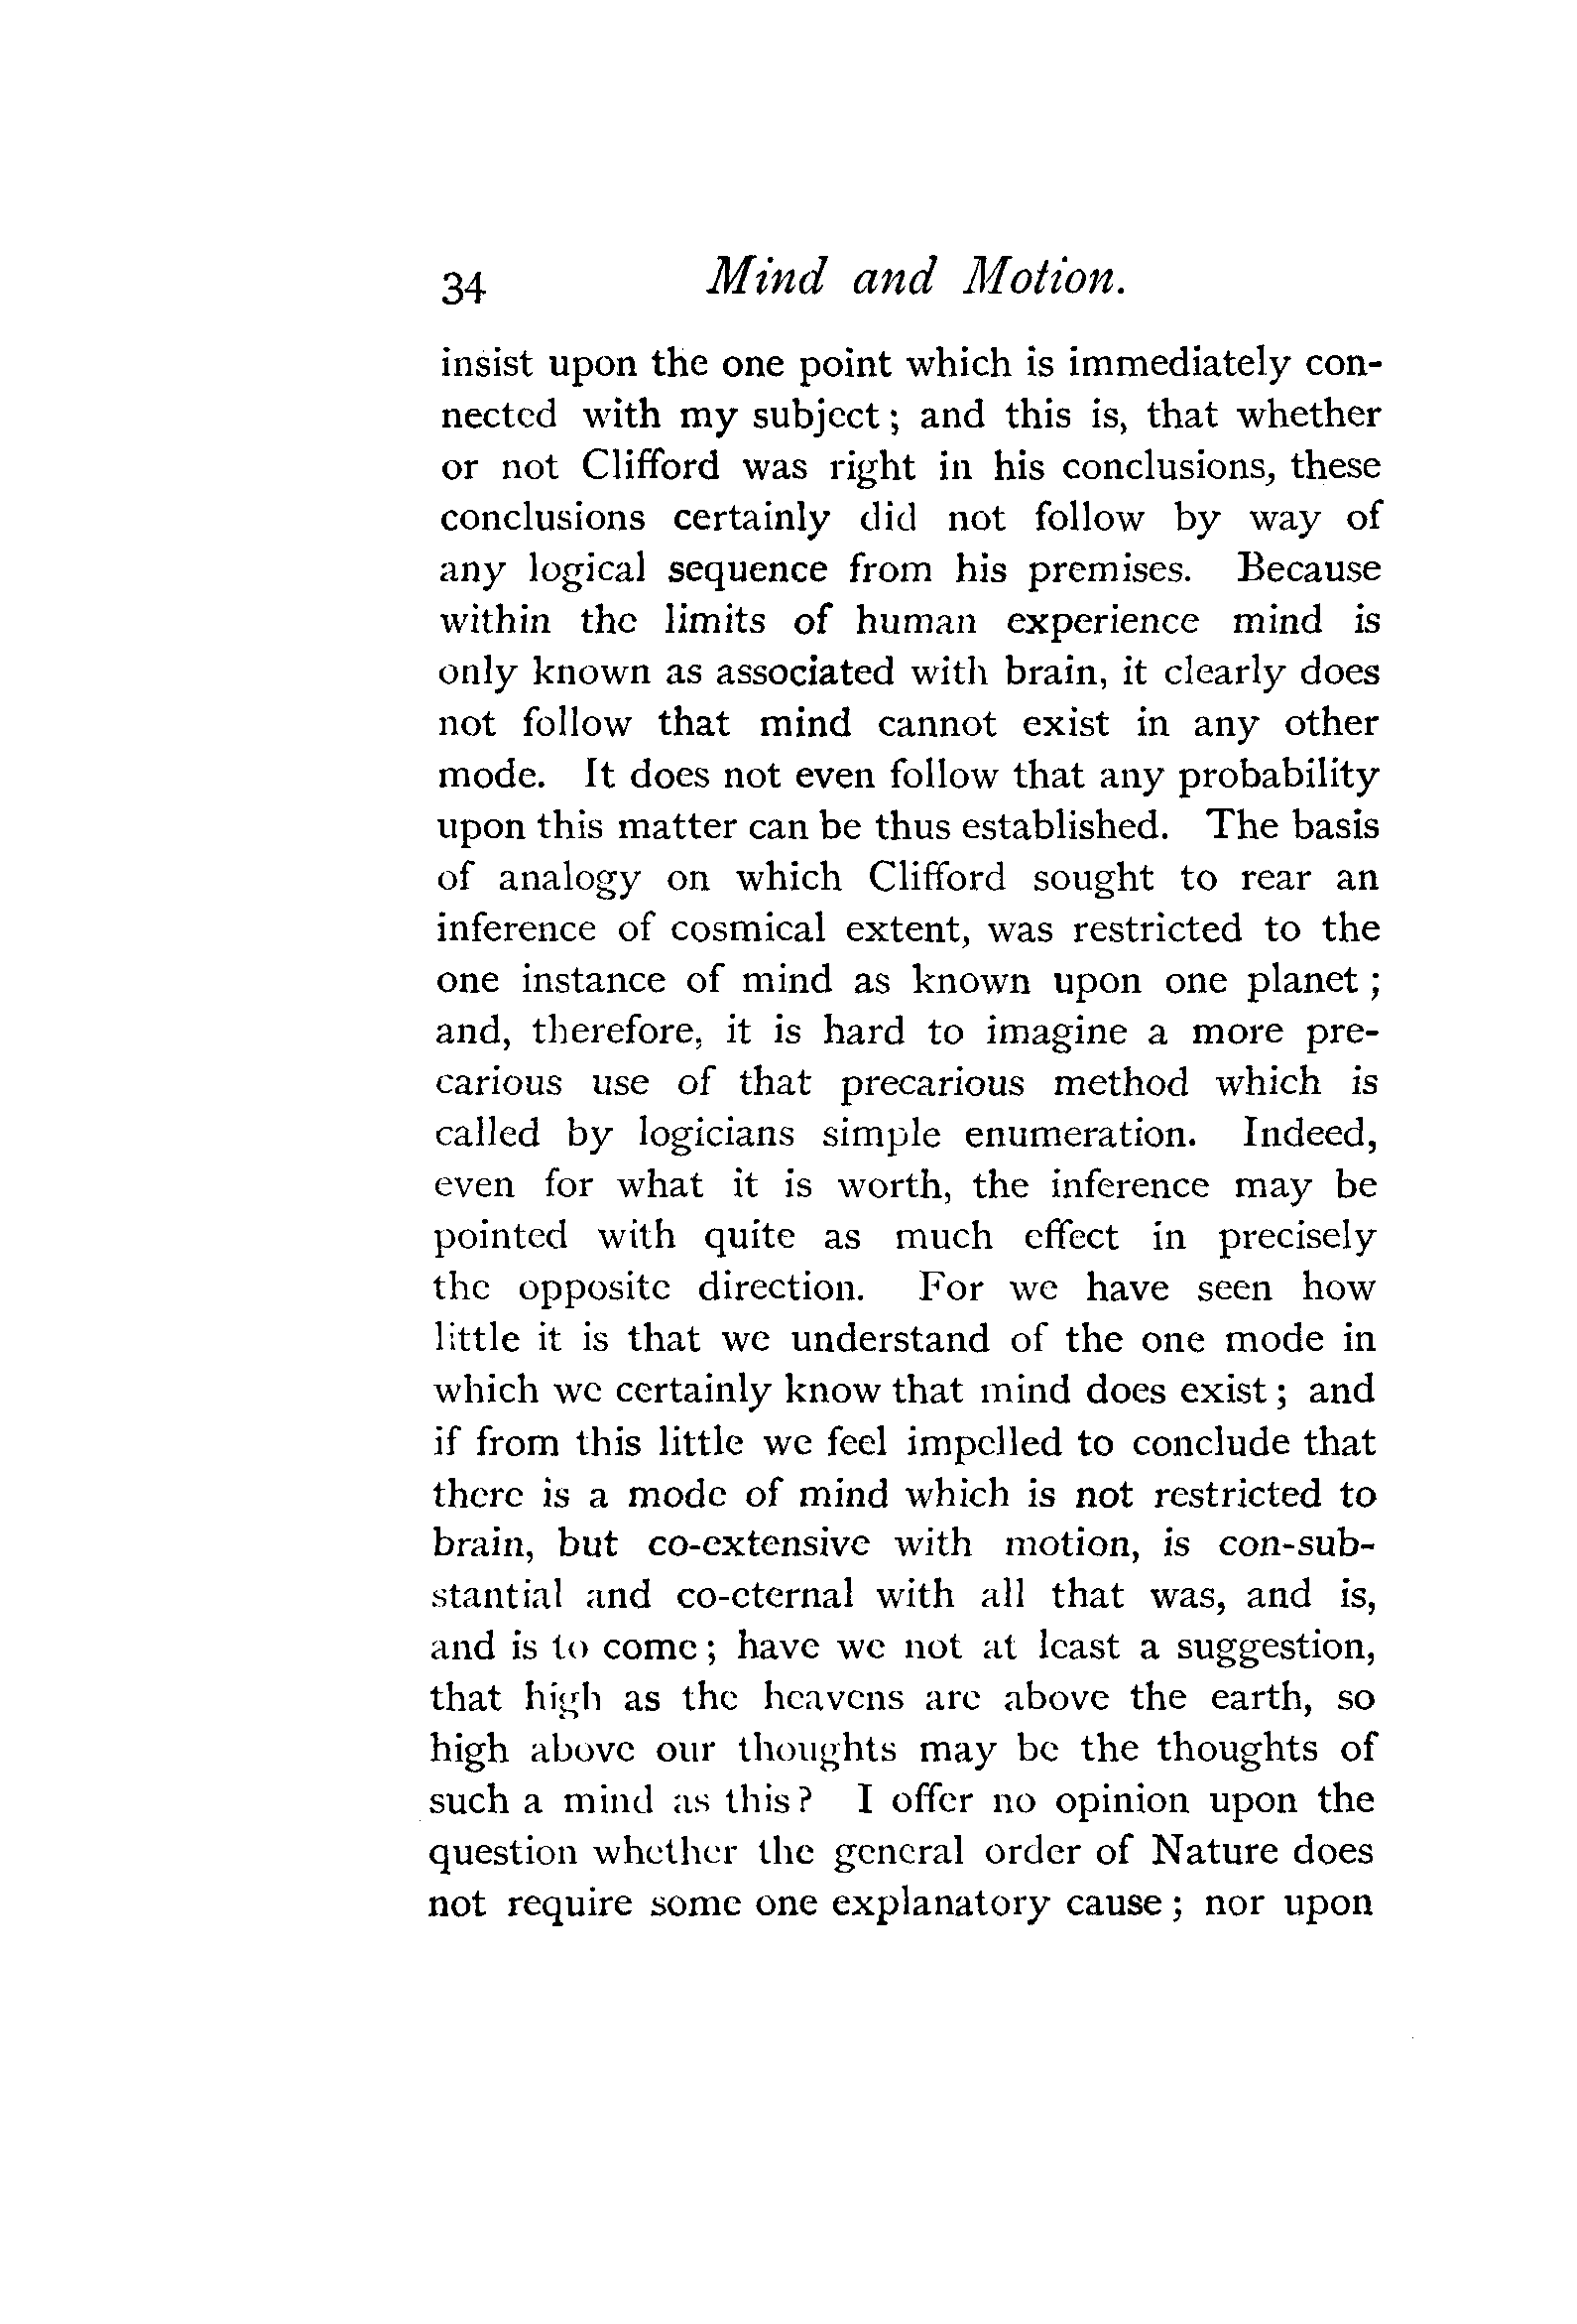 34 Mind and Motion.
insist upon the one point which is immediately con-
nected with my subject; and this is, that whether
or not Clifford was right in his conclusions, these
conclusions certainly did not follow by way of
any logical sequence from his premises. Because
within the limits of human experience mind is
only known as associated with brain, it clearly does
not follow that mind cannot exist in any other
mode. It does not even follow that any probability
upon this matter can be thus established. The basis
of analogy on which Clifford sought to rear an
inference of cosmical extent, was restricted to the
one instance of mind as known upon one planet;
and, therefore, it is hard to imagine a more pre-
carious use of that precarious method which is
called by logicians simple enumeration. Indeed,
even for what it is worth, the inference may be
pointed with quite as much effect in precisely
the opposite direction. For we have seen how
little it is that we understand of the one mode in
which we certainly know that mind does exist; and
if from this little we feel impelled to conclude that
there is a mode of mind which is not restricted to
brain, but co-extensive with motion, is con-sub-
stantial and co-eternal with all that was, and is,
and is to come; have we not at least a suggestion,
that high as the heavens are above the earth, so
high above our thoughts may be the thoughts of
such a mind as this? I offer no opinion upon the
question whether the general order of Nature does
not require some one explanatory cause; nor upon